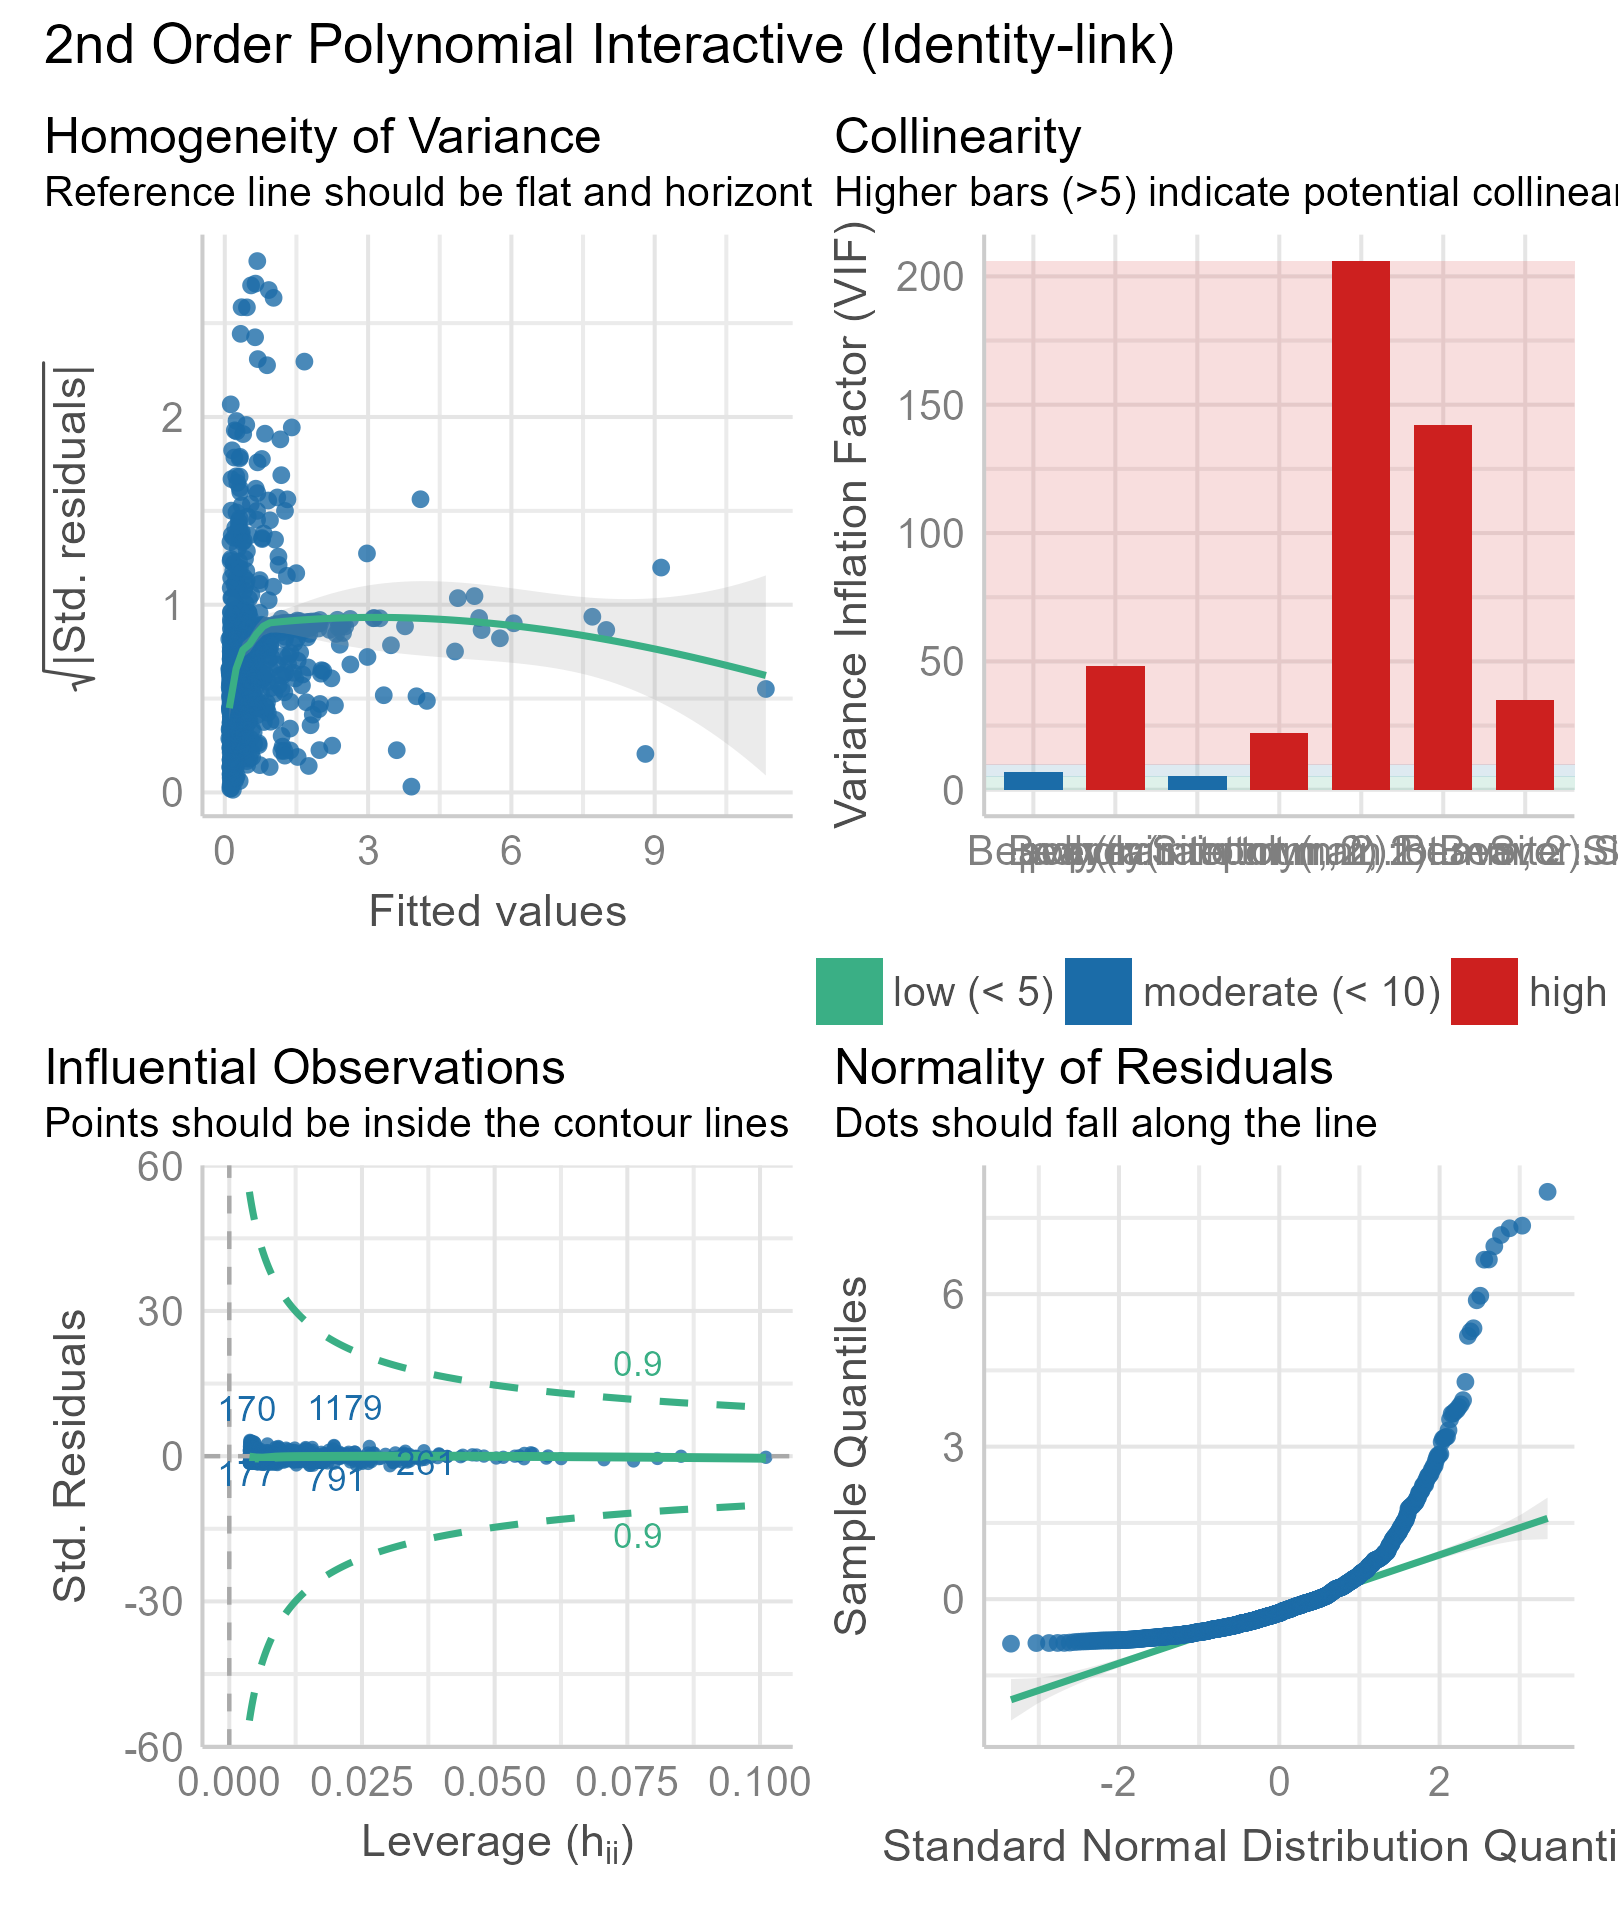 2nd Order Polynomial Interactive (Identity-link)
Homogeneity of Variance
Reference line should be flat and horizont
√|Std. residuals|
2
1
0
0 3 6 9
Fitted values
Collinearity
Higher bars (>5) indicate potential collinear
Variance Inflation Factor (VIF)
200
150
100
50
0
low (< 5) moderate (< 10) high
Influential Observations
Points should be inside the contour lines
Std. Residuals
60
30
0
-30
-60
0.9
170 1179
261
177 791
0.9
0.000 0.025 0.050 0.075 0.100
Leverage (hii)
Normality of Residuals
Dots should fall along the line
Sample Quantiles
6
3
0
-2 0 2
Standard Normal Distribution Quanti